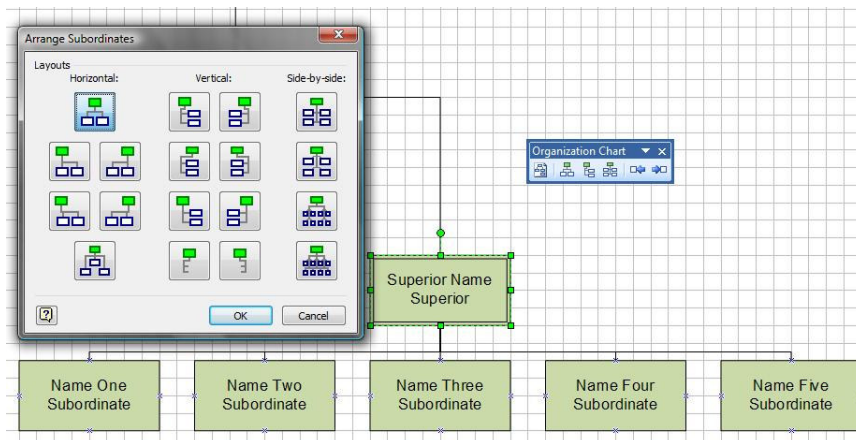 Arrange Subordinates
Layouts
Horizontal:
Vertical:
Side-by-side:
OK
Cancel
Organization Chart
Superior Name
Superior
Name One
Subordinate
Name Two
Subordinate
Name Three
Subordinate
Name Four
Subordinate
Name Five
Subordinate